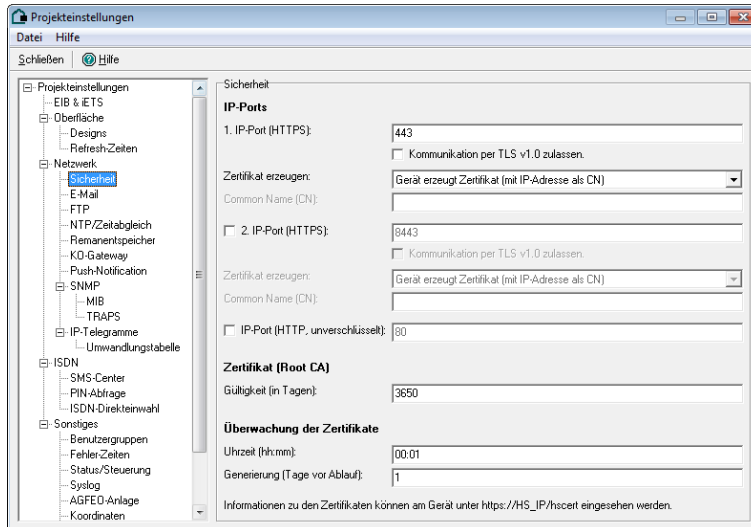 Projekteinstellungen
Datei Hilfe
Schließen Hilfe
Projekteinstellungen
EIB & iETS
Oberfläche
Designs
Refresh-Zeiten
Netzwerk
Sicherheit
E-Mail
FTP
NTP/Zeitabgleich
Remanentspeicher
KO-Gateway
Push-Notification
SNMP
MIB
TRAPS
IP-Telegramme
Umwandlungstabelle
ISDN
SMS-Center
PIN-Abfrage
ISDN-Direkteinwahl
Sonstiges
Benutzergruppen
Fehler-Zeiten
Status/Steuerung
Syslog
AGFEO-Anlage
Koordinaten
Sicherheit
IP-Ports
1. IP-Port (HTTPS): 443
Kommunikation per TLS v1.0 zulassen.
Zertifikat erzeugen: Gerät erzeugt Zertifikat (mit IP-Adresse als CN)
Common Name (CN):
2. IP-Port (HTTPS): 8443
Kommunikation per TLS v1.0 zulassen.
Zertifikat erzeugen: Gerät erzeugt Zertifikat (mit IP-Adresse als CN)
Common Name (CN):
IP-Port (HTTP, unverschlüsselt): 80
Zertifikat (Root CA)
Gültigkeit (in Tagen): 3650
Überwachung der Zertifikate
Uhrzeit (hh:mm): 00:01
Generierung (Tage vor Ablauf): 1
Informationen zu den Zertifikaten können am Gerät unter https://HS_IP/hscert eingesehen werden.